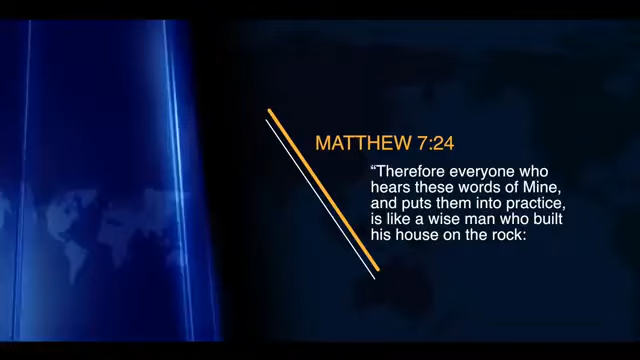 MATTHEW 7:24
“Therefore everyone who
hears these words of Mine,
and puts them into practice,
is like a wise man who built
his house on the rock: